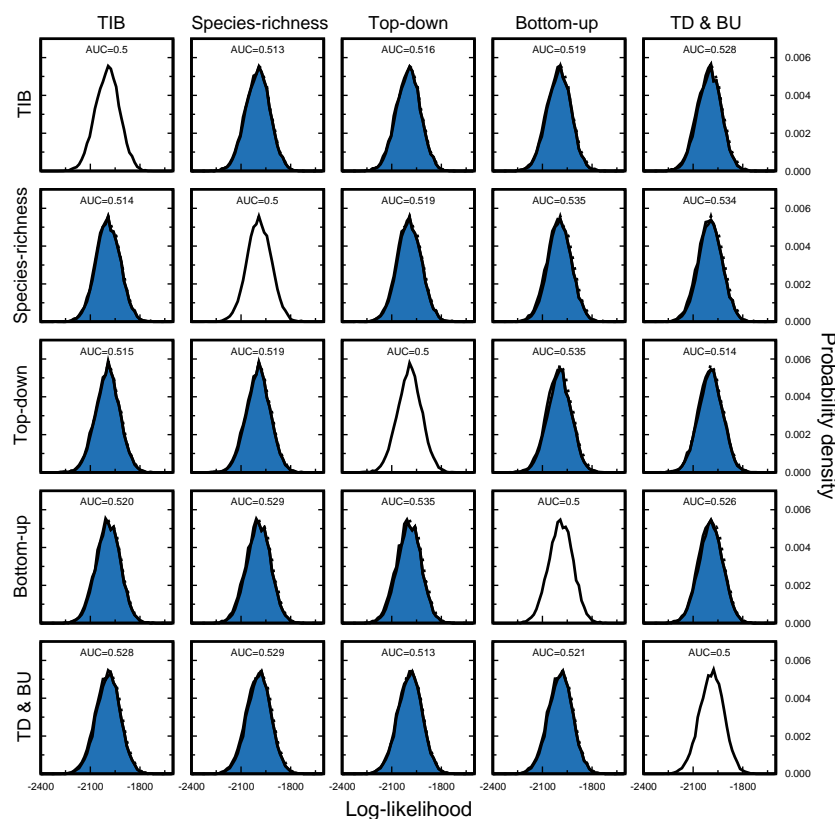 TIB Species-richness Top-down Bottom-up TD & BU
TIB
AUC=0.5 AUC=0.513 AUC=0.516 AUC=0.519 AUC=0.528
0.006
0.004
0.002
0.000
Species-richness
AUC=0.514 AUC=0.5 AUC=0.519 AUC=0.535 AUC=0.534
0.006
0.004
0.002
0.000
Top-down
AUC=0.515 AUC=0.519 AUC=0.5 AUC=0.535 AUC=0.514
0.006
0.004
0.002
0.000
Probability density
Bottom-up
AUC=0.520 AUC=0.529 AUC=0.535 AUC=0.5 AUC=0.526
0.006
0.004
0.002
0.000
TD & BU
AUC=0.528 AUC=0.529 AUC=0.513 AUC=0.521 AUC=0.5
0.006
0.004
0.002
0.000
-2400 -2100 -1800 -2400 -2100 -1800 -2400 -2100 -1800 -2400 -2100 -1800 -2400 -2100 -1800
Log-likelihood